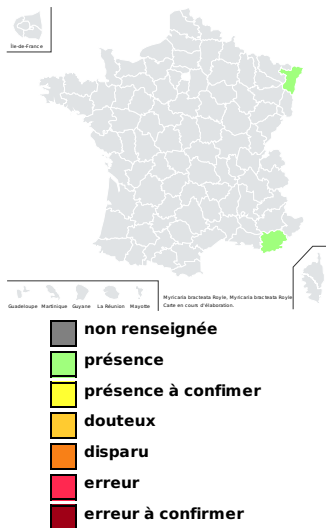 Île-de-France
Guadeloupe Martinique Guyane La Réunion Mayotte
Myricaria bracteata Royle, Myricaria bracteata Royle
Carte en cours d'élaboration.
non renseignée
présence
présence à confimer
douteux
disparu
erreur
erreur à confirmer